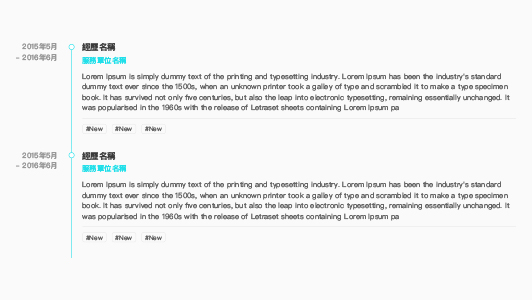 2015年5月
- 2016年6月
經歷名稱
服務單位名稱
Lorem Ipsum is simply dummy text of the printing and typesetting industry. Lorem Ipsum has been the industry's standard
dummy text ever since the 1500s, when an unknown printer took a galley of type and scrambled it to make a type specimen
book. It has survived not only five centuries, but also the leap into electronic typesetting, remaining essentially unchanged. It
was popularised in the 1960s with the release of Letraset sheets containing Lorem Ipsum pa
#New #New #New
2015年5月
- 2016年6月
經歷名稱
服務單位名稱
Lorem Ipsum is simply dummy text of the printing and typesetting industry. Lorem Ipsum has been the industry's standard
dummy text ever since the 1500s, when an unknown printer took a galley of type and scrambled it to make a type specimen
book. It has survived not only five centuries, but also the leap into electronic typesetting, remaining essentially unchanged. It
was popularised in the 1960s with the release of Letraset sheets containing Lorem Ipsum pa
#New #New #New